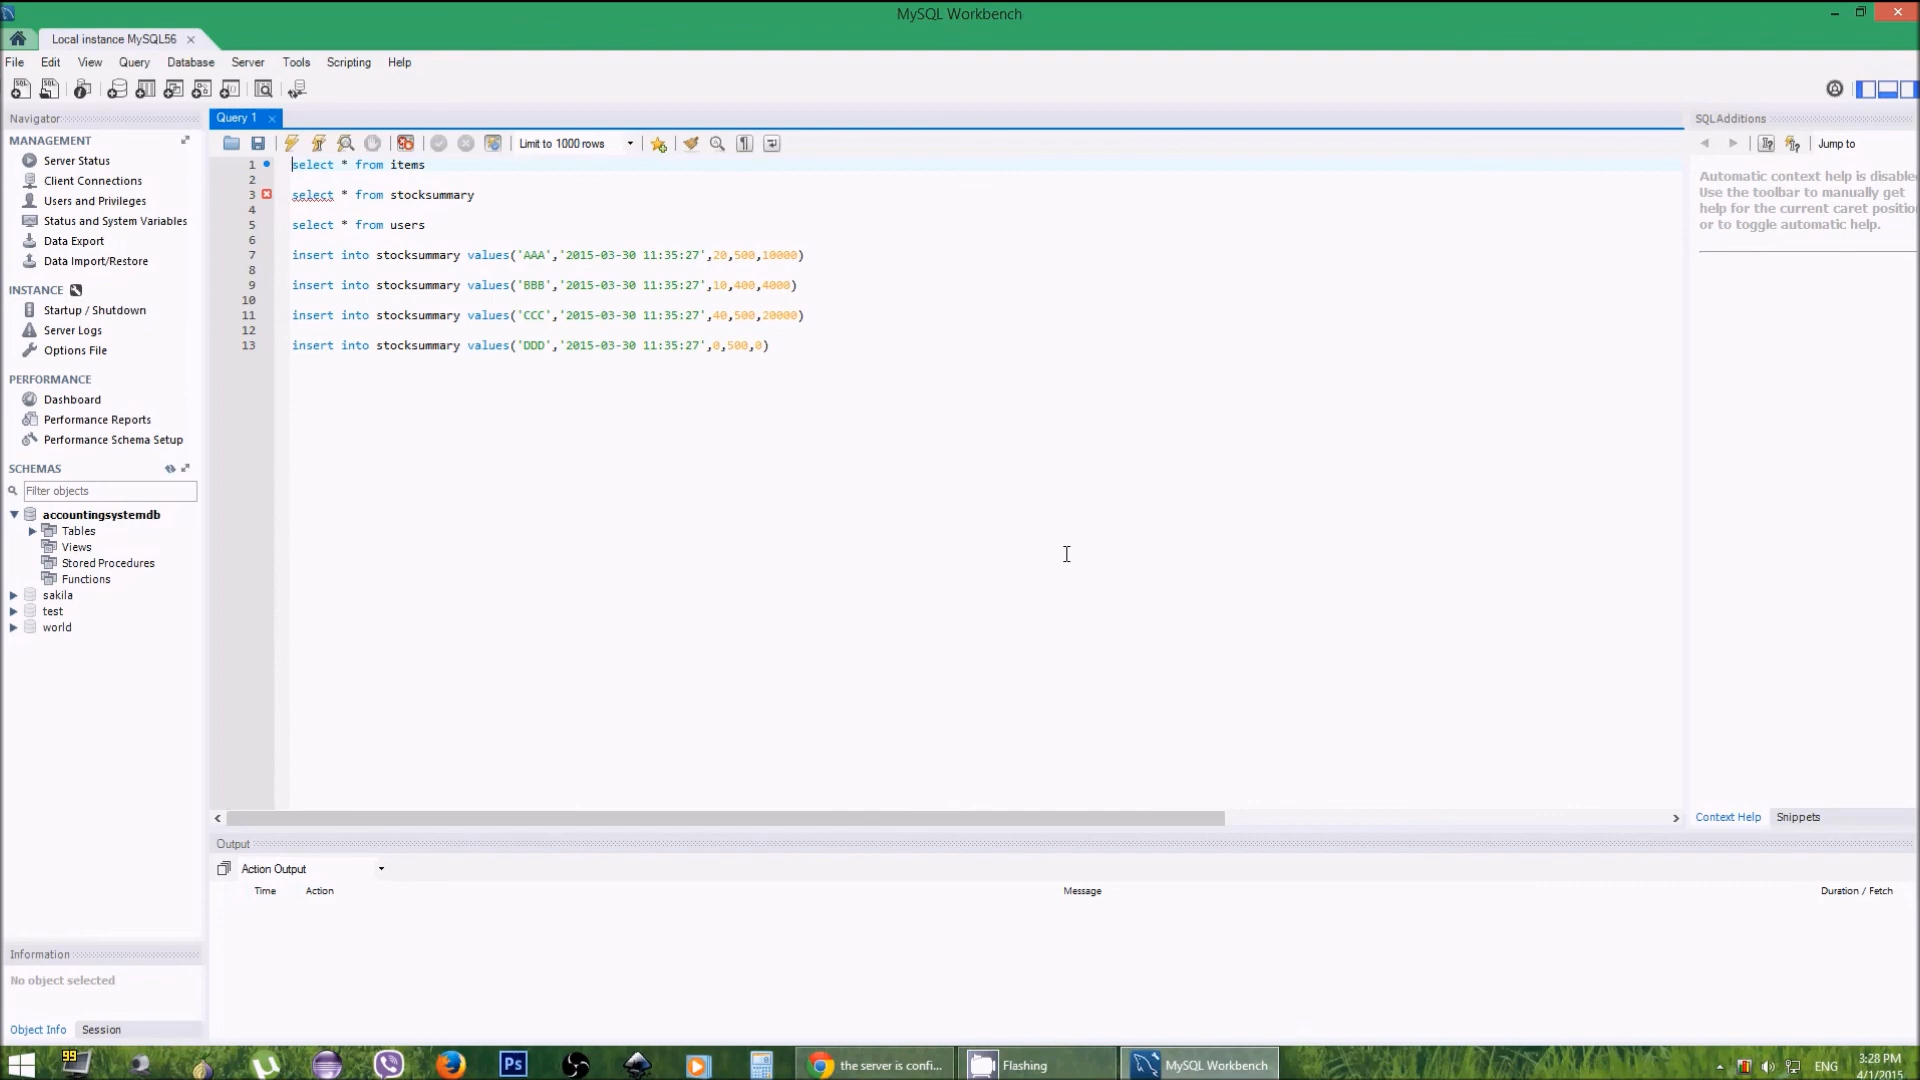 MySQL Workbench
Local instance MySQL56
File Edit View Query Database Server Tools Scripting Help
Navigator
MANAGEMENT
Server Status
Client Connections
Users and Privileges
Status and System Variables
Data Export
Data Import/Restore
INSTANCE
Startup / Shutdown
Server Logs
Options File
PERFORMANCE
Dashboard
Performance Reports
Performance Schema Setup
SCHEMAS
Filter objects
accountingsystemdb
Tables
Views
Stored Procedures
Functions
sakila
test
world
Information
No object selected
Object Info Session
Query 1
Limit to 1000 rows
1 select * from items
2
3 select * from stocksummary
4
5 select * from users
6
7 insert into stocksummary values('AAA','2015-03-30 11:35:27',20,500,10000)
8
9 insert into stocksummary values('BBB','2015-03-30 11:35:27',10,400,4000)
10
11 insert into stocksummary values('CCC','2015-03-30 11:35:27',40,500,20000)
12
13 insert into stocksummary values('DDD','2015-03-30 11:35:27',0,500,0)
SQLAdditions
Jump to
Automatic context help is disable
Use the toolbar to manually get
help for the current caret positio
or to toggle automatic help.
Context Help Snippets
Output
Action Output
Time Action Message Duration / Fetch
99
Ps
the server is confi...
Flashing
MySQL Workbench
ENG
3:28 PM
4/1/2015